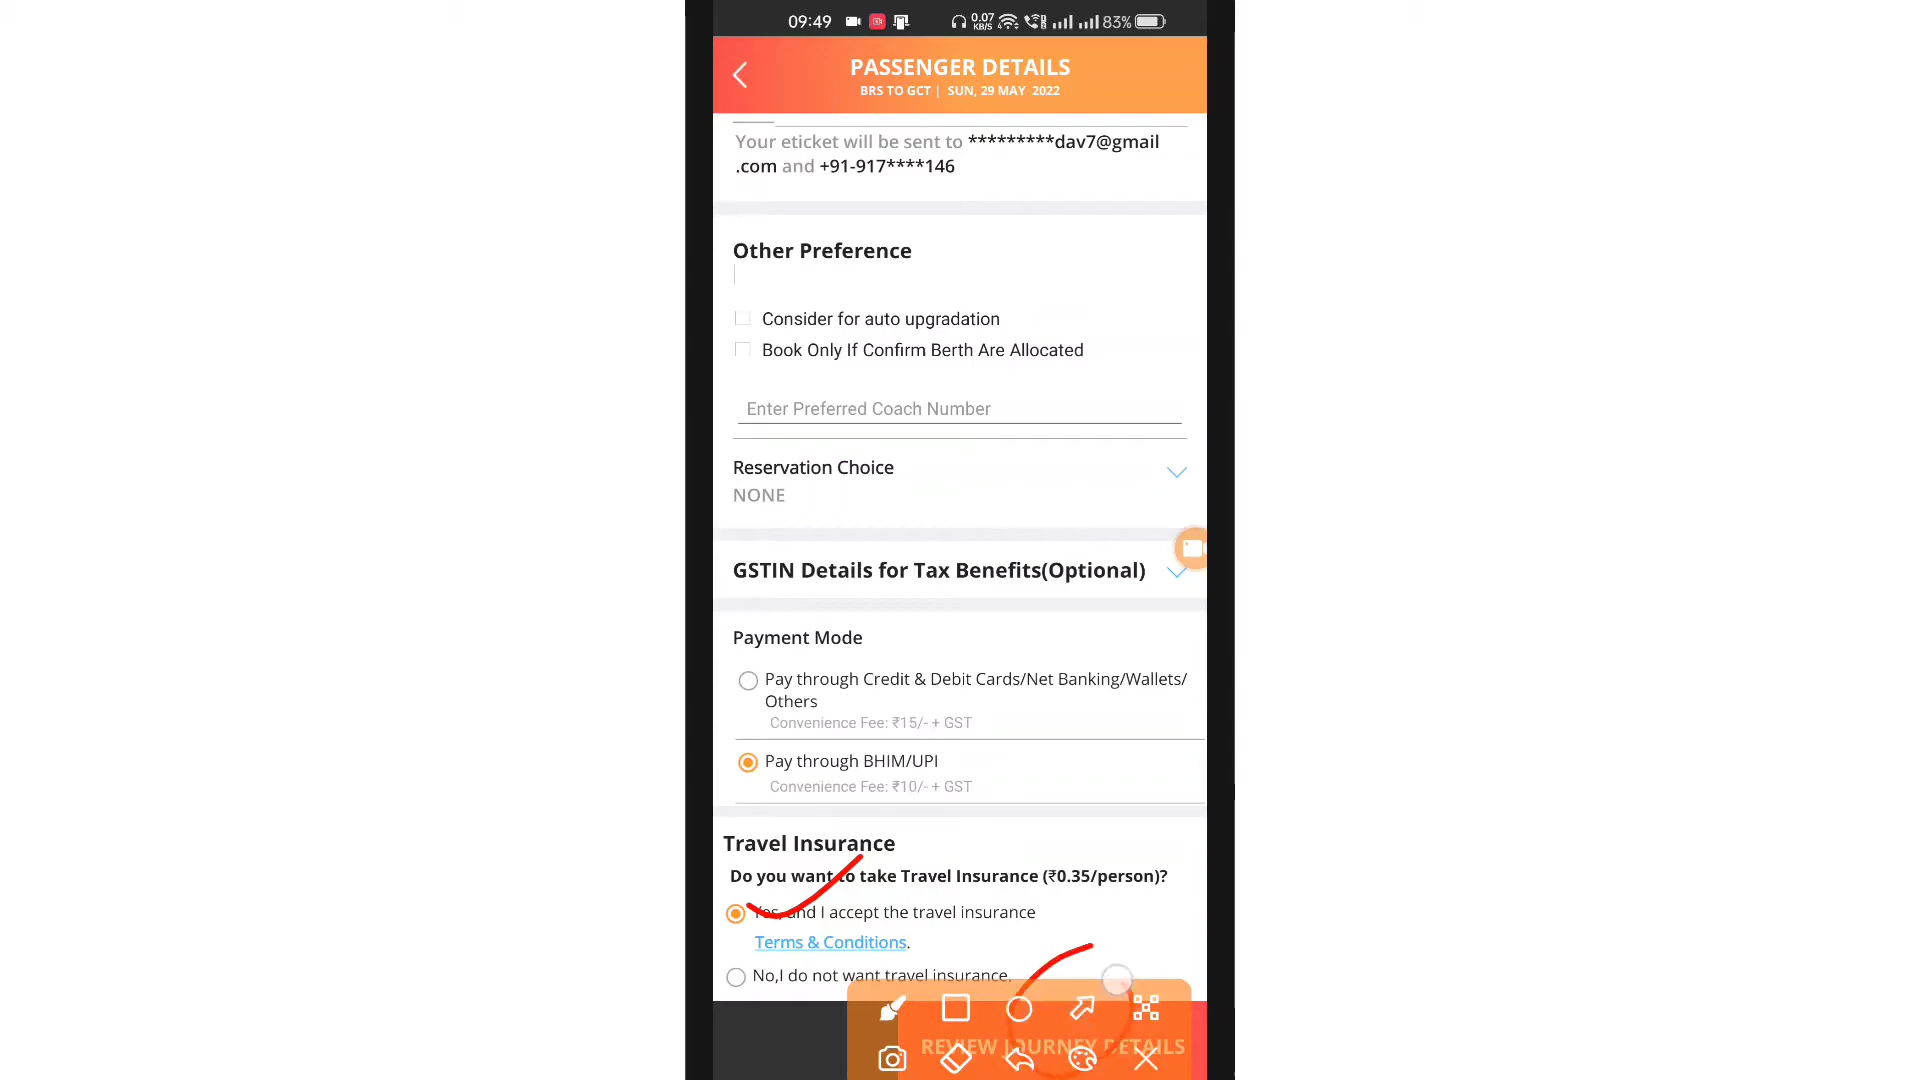 09:49
0.07
KB/S
83%
PASSENGER DETAILS
BRS TO GCT | SUN, 29 MAY 2022
Your eticket will be sent to *********dav7@gmail
.com and +91-917****146
Other Preference
Consider for auto upgradation
Book Only If Confirm Berth Are Allocated
Enter Preferred Coach Number
Reservation Choice
NONE
GSTIN Details for Tax Benefits(Optional)
Payment Mode
Pay through Credit & Debit Cards/Net Banking/Wallets/
Others
Convenience Fee: ₹15/- + GST
Pay through BHIM/UPI
Convenience Fee: ₹10/- + GST
Travel Insurance
Do you want to take Travel Insurance (₹0.35/person)?
Yes, and I accept the travel insurance
Terms & Conditions.
No,I do not want travel insurance.
REVIEW JOURNEY DETAILS